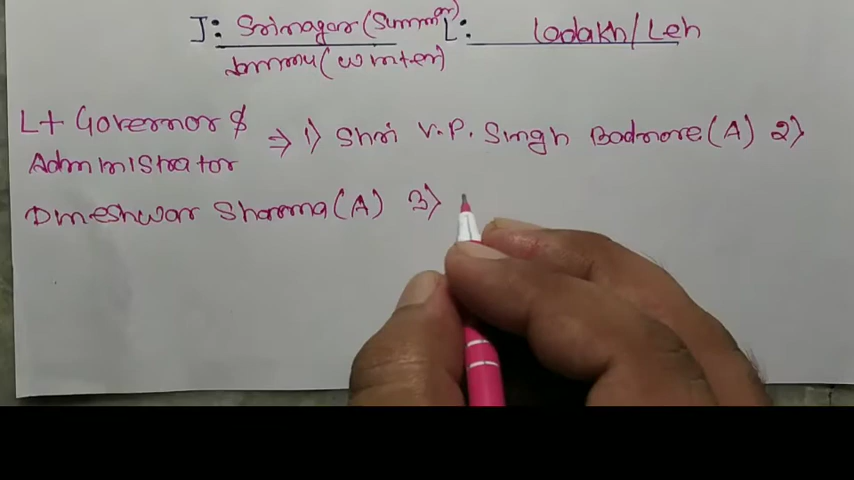 J: Srinagar (Summer) L: Ladakh/Leh
Jammu (winter)
Lt Governor $ ⇒ 1) Shri V.P. Singh Badnore (A) 2)
Administrator
Dineshwar Sharma (A) 3)